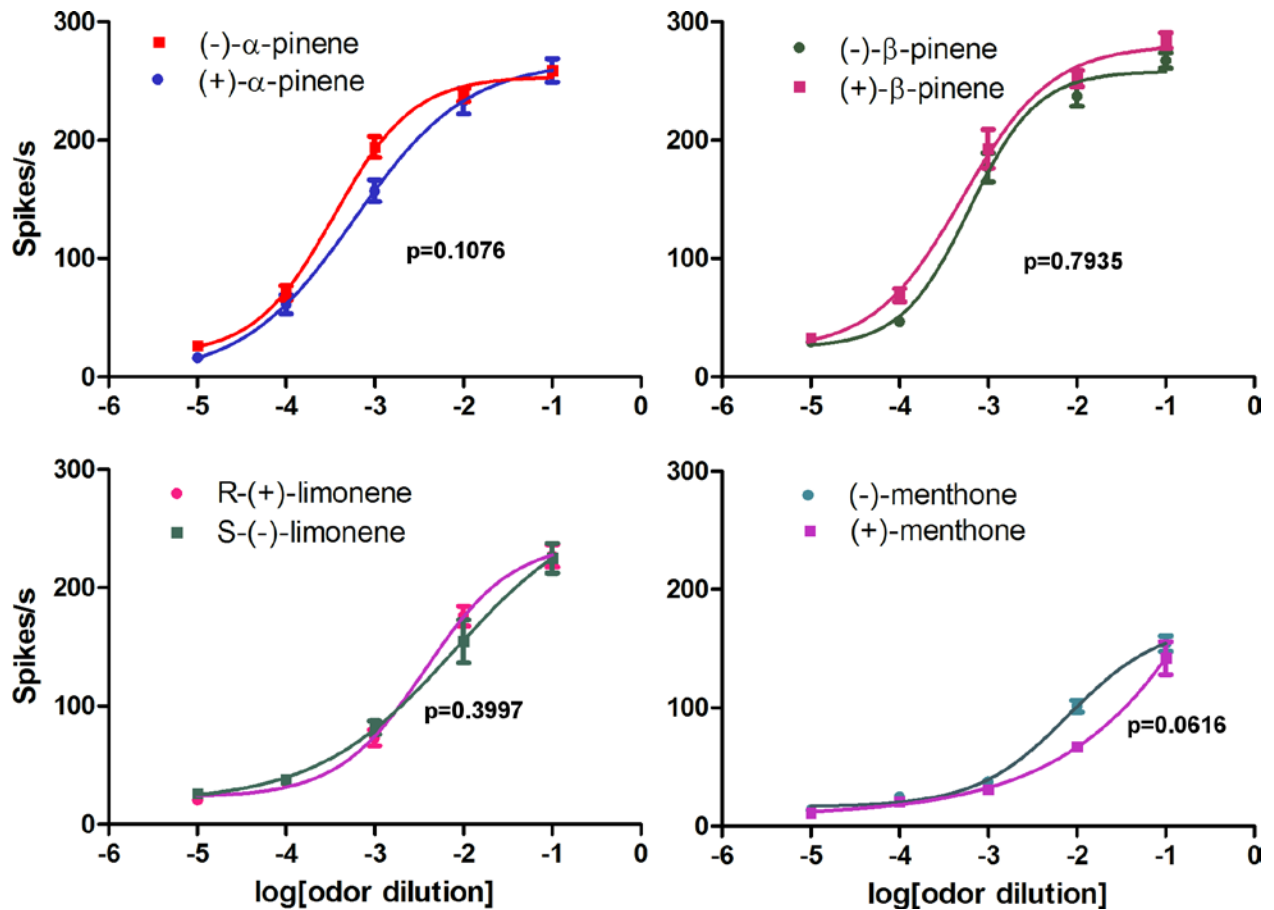 300
200
100
0
Spikes/s
(-)-α-pinene
(+)-α-pinene
p=0.1076
-6 -5 -4 -3 -2 -1 0
300
200
100
0
(-)-β-pinene
(+)-β-pinene
p=0.7935
-6 -5 -4 -3 -2 -1 0
300
200
100
0
Spikes/s
R-(+)-limonene
S-(-)-limonene
p=0.3997
-6 -5 -4 -3 -2 -1 0
log[odor dilution]
300
200
100
0
(-)-menthone
(+)-menthone
p=0.0616
-6 -5 -4 -3 -2 -1 0
log[odor dilution]